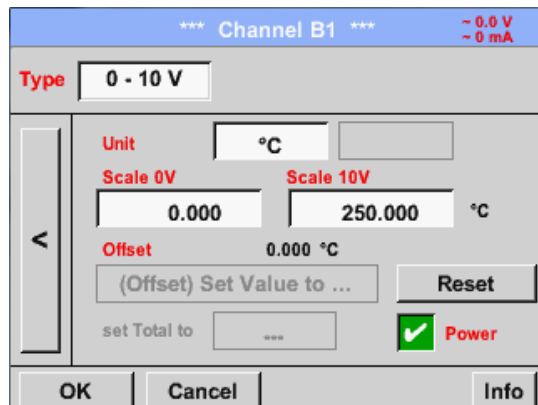 *** Channel B1 ***
~ 0.0 V
~ 0 mA
Type 0 - 10 V
Unit °C
Scale 0V Scale 10V
0.000 250.000 °C
<
Offset 0.000 °C
(Offset) Set Value to ... Reset
set Total to --- Power
OK Cancel Info